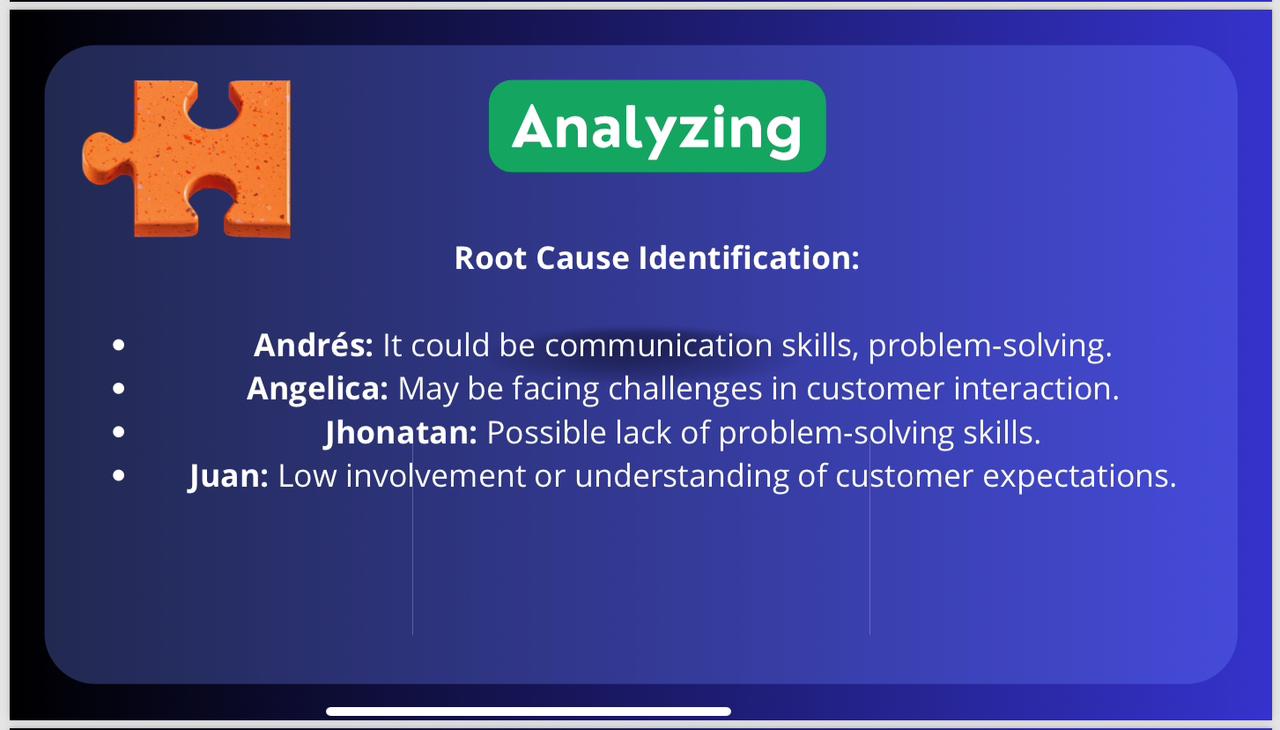 Analyzing
Root Cause Identification:
• Andrés: It could be communication skills, problem-solving.
• Angelica: May be facing challenges in customer interaction.
• Jhonatan: Possible lack of problem-solving skills.
• Juan: Low involvement or understanding of customer expectations.